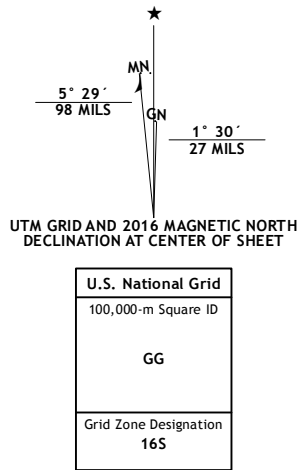 MN
5° 29´
98 MILS
GN
1° 30´
27 MILS
UTM GRID AND 2016 MAGNETIC NORTH
DECLINATION AT CENTER OF SHEET
U.S. National Grid
100,000-m Square ID
GG
Grid Zone Designation
16S